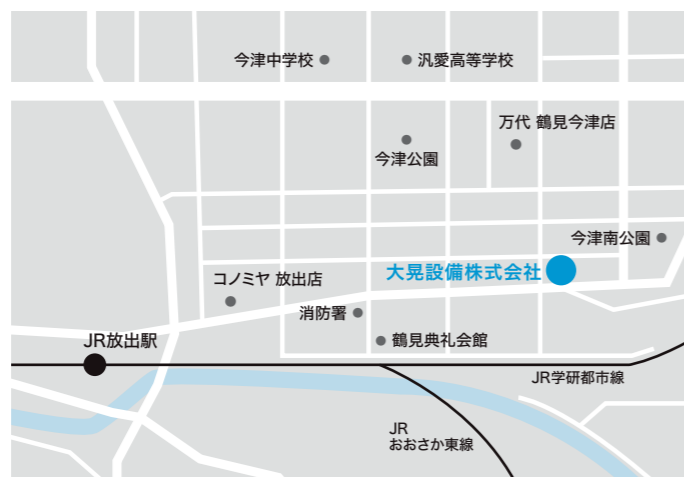 今津中学校
汎愛高等学校
万代 鶴見今津店
今津公園
今津南公園
大晃設備株式会社
コノミヤ 放出店
消防署
鶴見典礼会館
JR放出駅
JR学研都市線
JR
おおさか東線